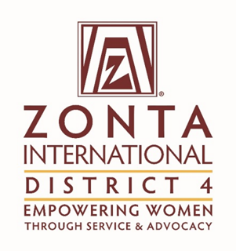 Z
®
ZONTA
INTERNATIONAL
DISTRICT 4
EMPOWERING WOMEN
THROUGH SERVICE & ADVOCACY